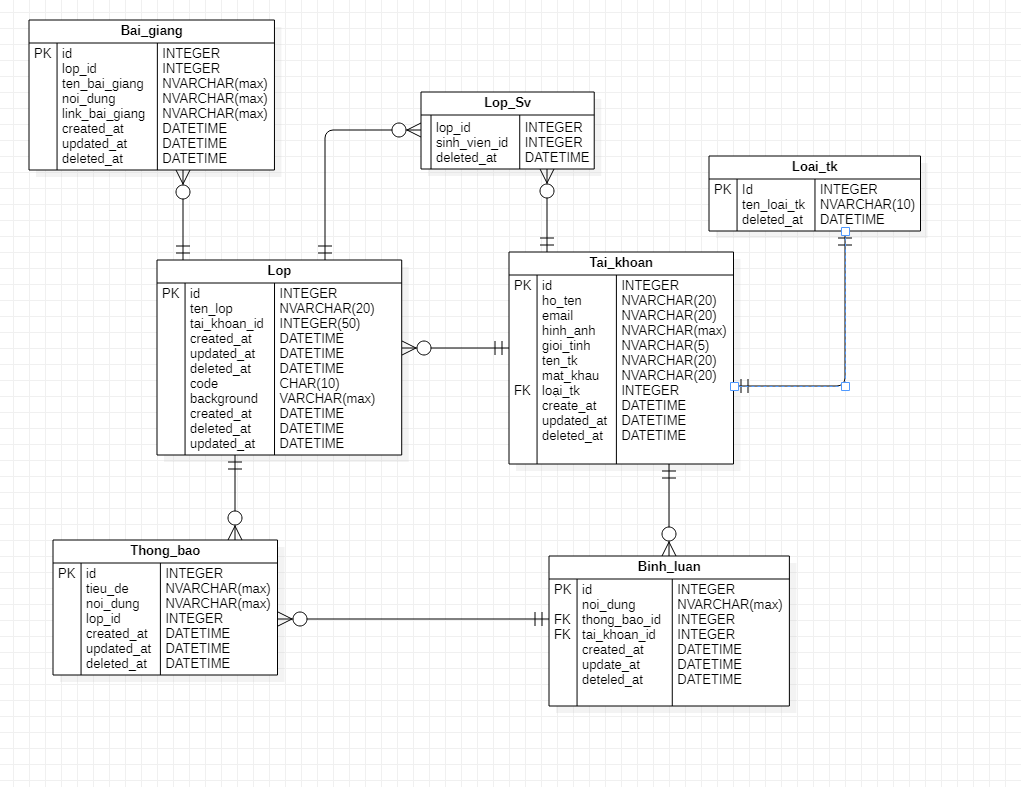 Bai_giang
PK id INTEGER
lop_id INTEGER
ten_bai_giang NVARCHAR(max)
noi_dung NVARCHAR(max)
link_bai_giang NVARCHAR(max)
created_at DATETIME
updated_at DATETIME
deleted_at DATETIME
Lop_Sv
lop_id INTEGER
sinh_vien_id INTEGER
deleted_at DATETIME
Loai_tk
PK Id INTEGER
ten_loai_tk NVARCHAR(10)
deleted_at DATETIME
Lop
PK id INTEGER
ten_lop NVARCHAR(20)
tai_khoan_id INTEGER(50)
created_at DATETIME
updated_at DATETIME
deleted_at DATETIME
code CHAR(10)
background VARCHAR(max)
created_at DATETIME
deleted_at DATETIME
updated_at DATETIME
Tai_khoan
PK id INTEGER
ho_ten NVARCHAR(20)
email NVARCHAR(20)
hinh_anh NVARCHAR(max)
gioi_tinh NVARCHAR(5)
ten_tk NVARCHAR(20)
mat_khau NVARCHAR(20)
FK loai_tk INTEGER
create_at DATETIME
updated_at DATETIME
deleted_at DATETIME
Thong_bao
PK id INTEGER
tieu_de NVARCHAR(max)
noi_dung NVARCHAR(max)
lop_id INTEGER
created_at DATETIME
updated_at DATETIME
deleted_at DATETIME
Binh_luan
PK id INTEGER
noi_dung NVARCHAR(max)
FK thong_bao_id INTEGER
FK tai_khoan_id INTEGER
created_at DATETIME
update_at DATETIME
deteled_at DATETIME